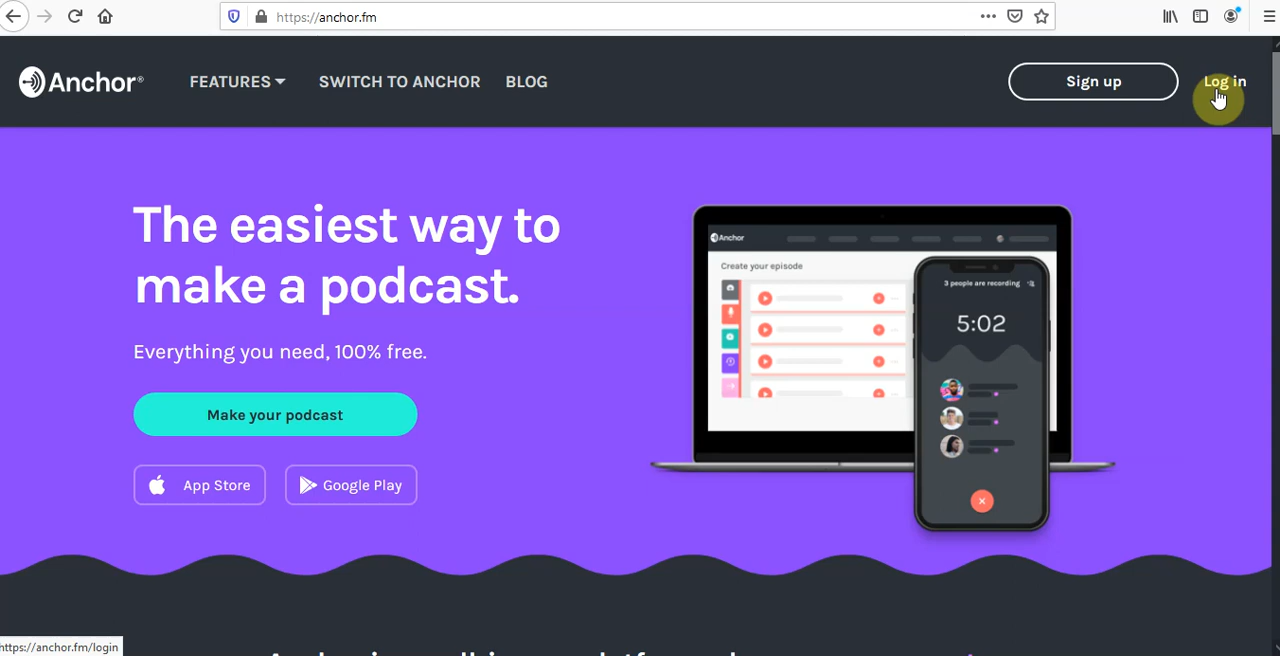 https://anchor.fm
Anchor®
FEATURES
SWITCH TO ANCHOR
BLOG
Sign up
Log in
The easiest way to
make a podcast.
Everything you need, 100% free.
Make your podcast
App Store
Google Play
Anchor
Create your episode
3 people are recording
5:02
https://anchor.fm/login